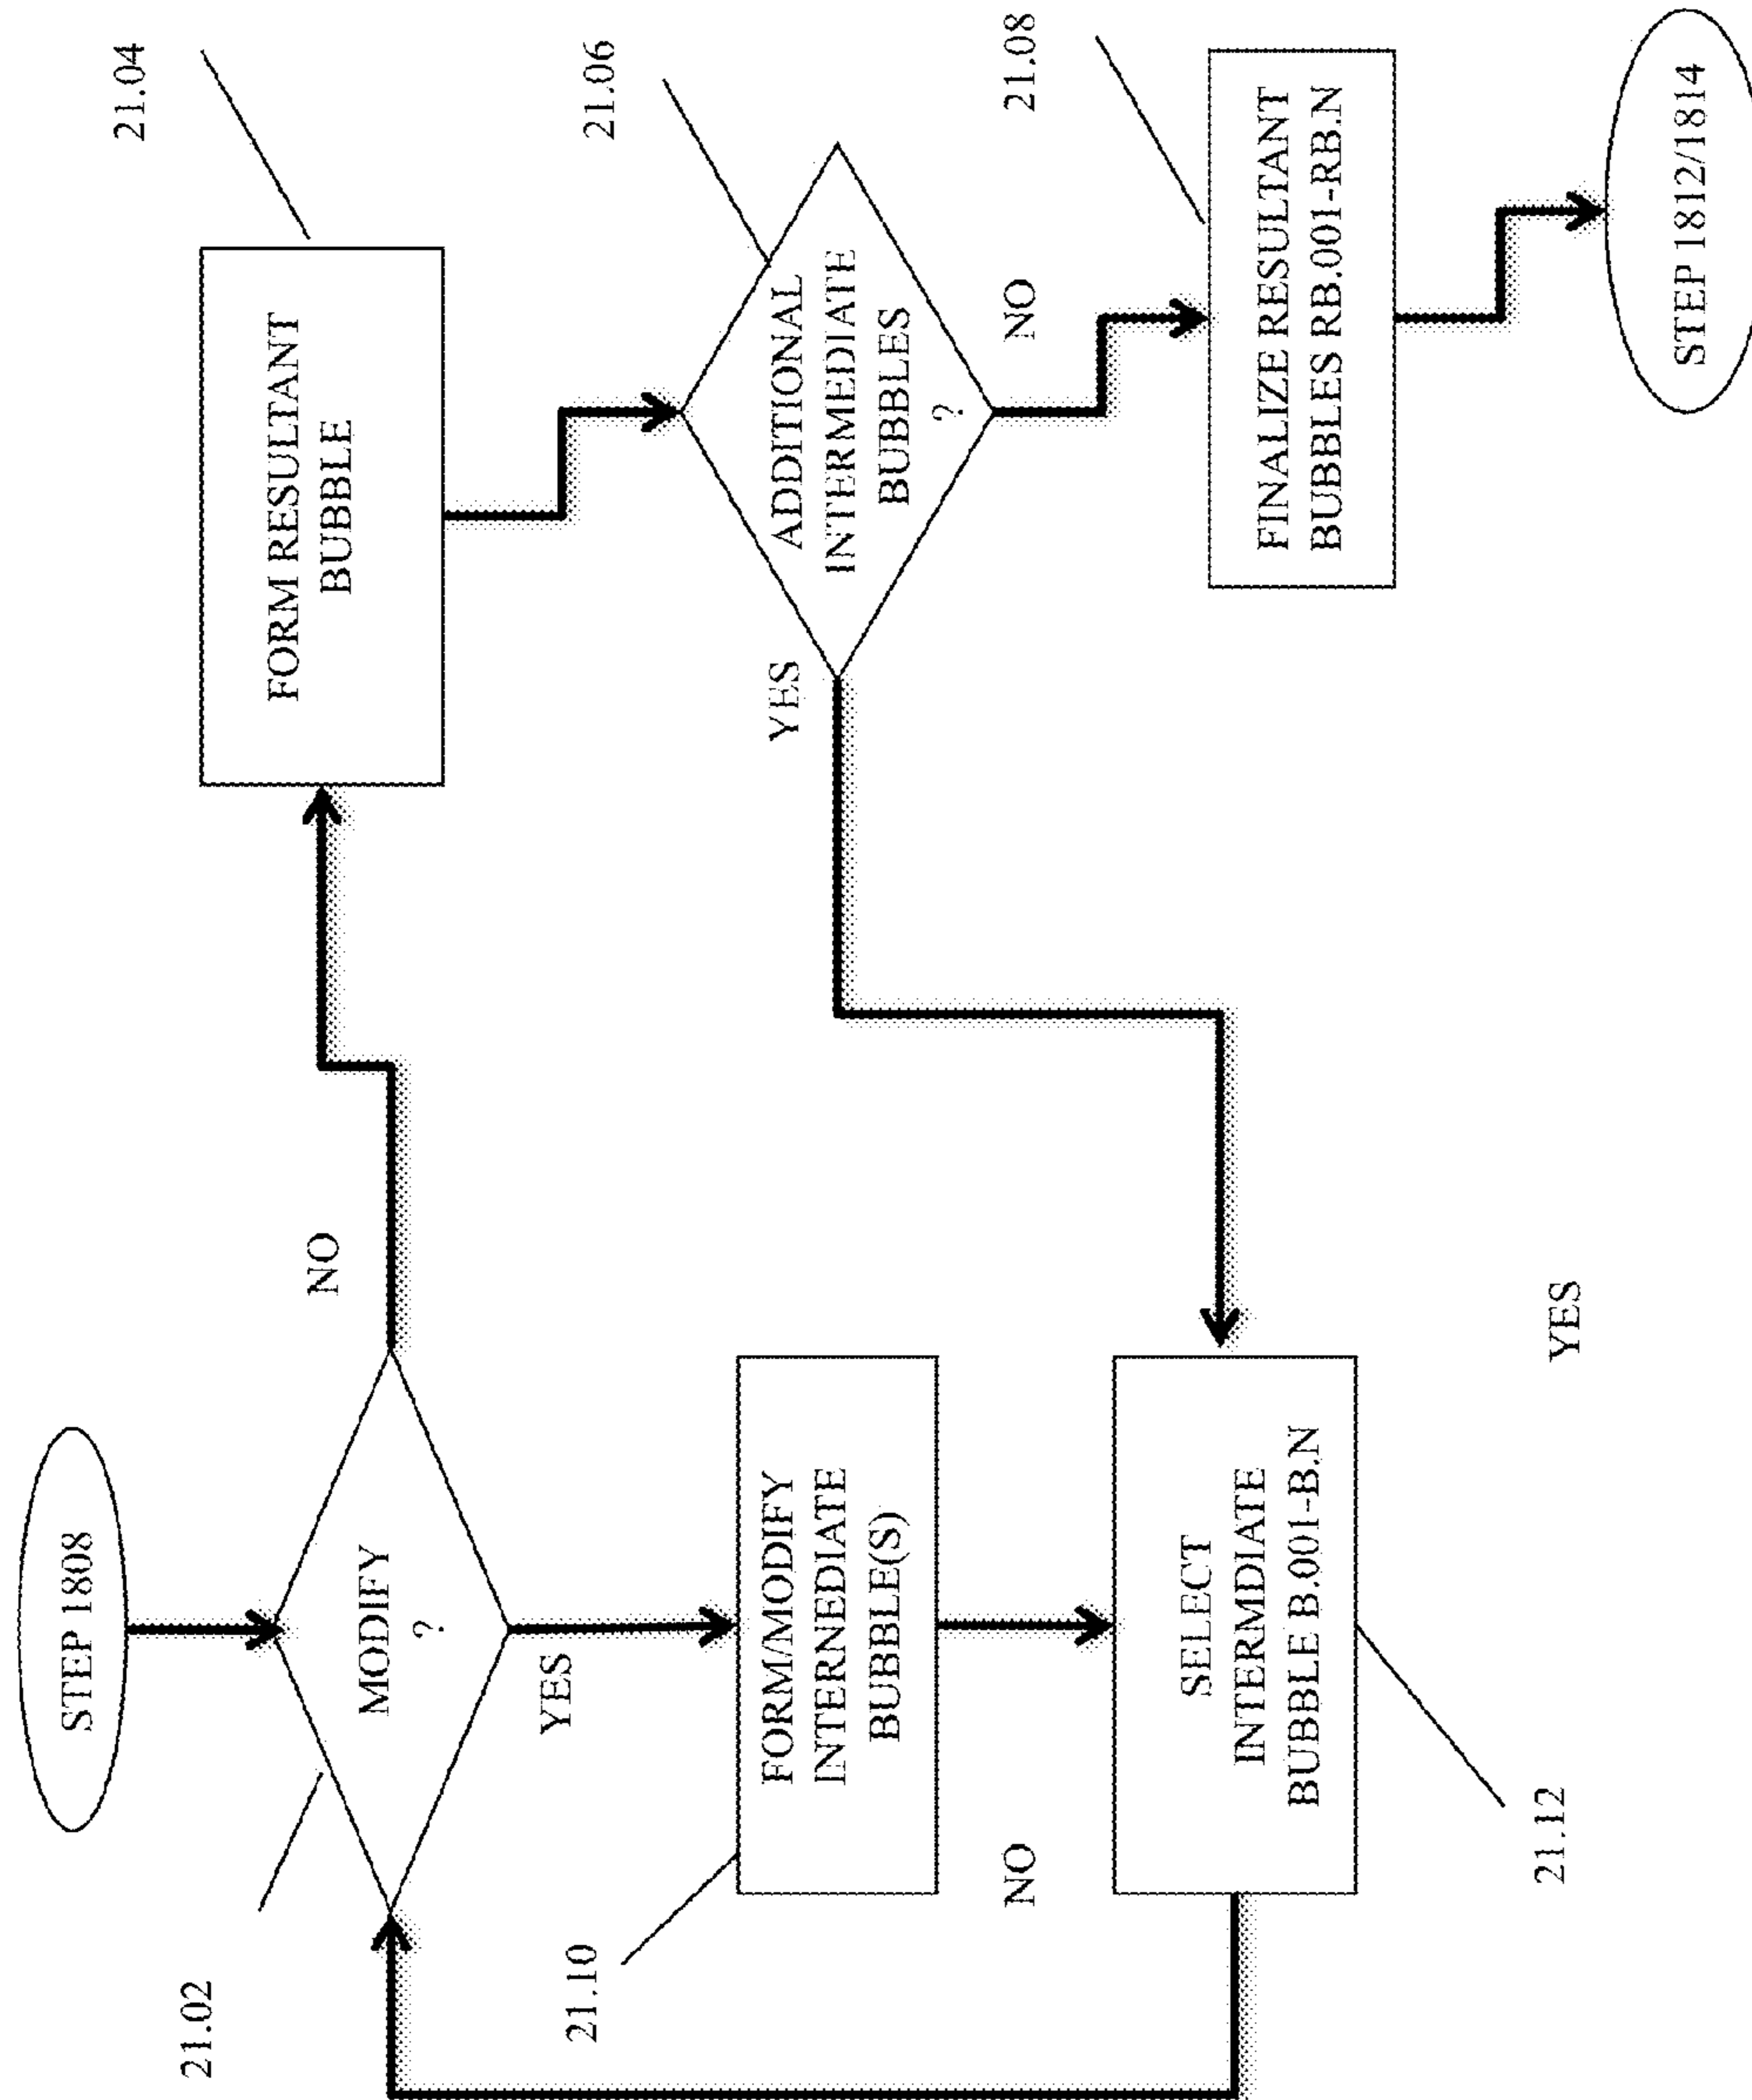 STEP 1808
21.02
MODIFY
?
NO
YES
21.04
FORM RESULTANT
BUBBLE
21.06
ADDITIONAL
INTERMEDIATE
BUBBLES
?
YES
NO
21.08
FINALIZE RESULTANT
BUBBLES RB.001-RB.N
STEP 1812/1814
21.10
FORM/MODIFY
INTERNEDIATE
BUBBLE(S)
NO
SELECT
INTERMDIATE
BUBBLE B.001-B.N
21.12
YES